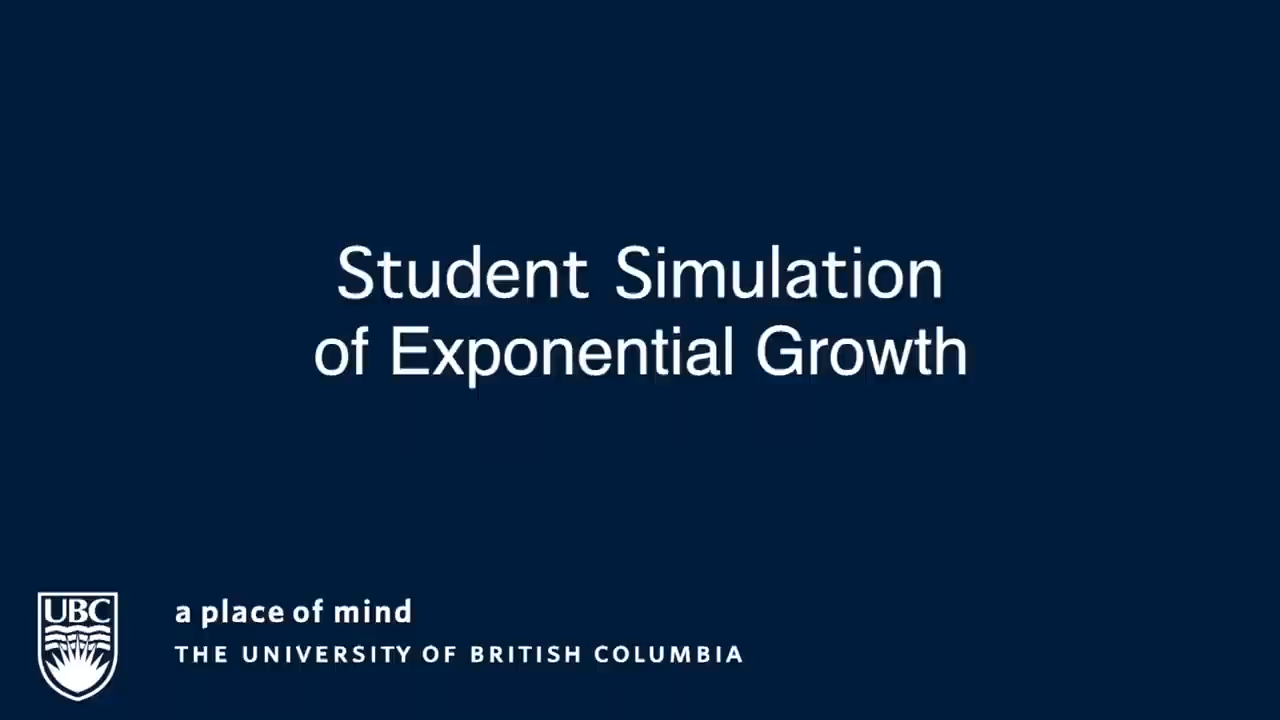 Student Simulation
of Exponential Growth
UBC
a place of mind
THE UNIVERSITY OF BRITISH COLUMBIA